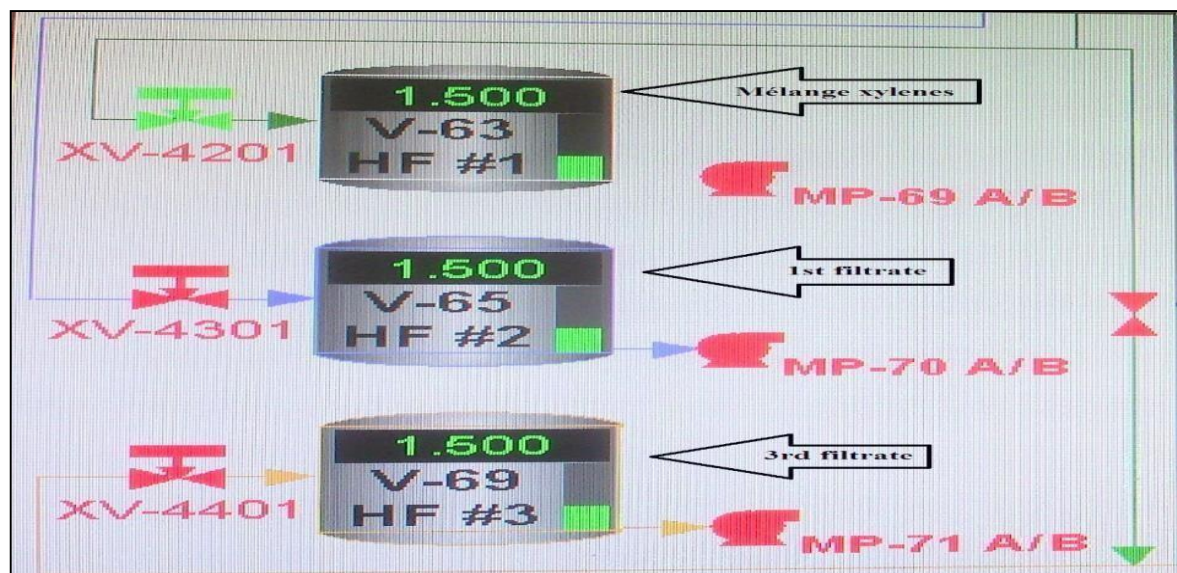 1.500
Mélange xylenes
V-63
XV-4201
HF #1
MP-69 A/B
1.500
1st filtrate
V-65
XV-4301
HF #2
MP-70 A/B
1.500
3rd filtrate
V-69
XV-4401
HF #3
MP-71 A/B